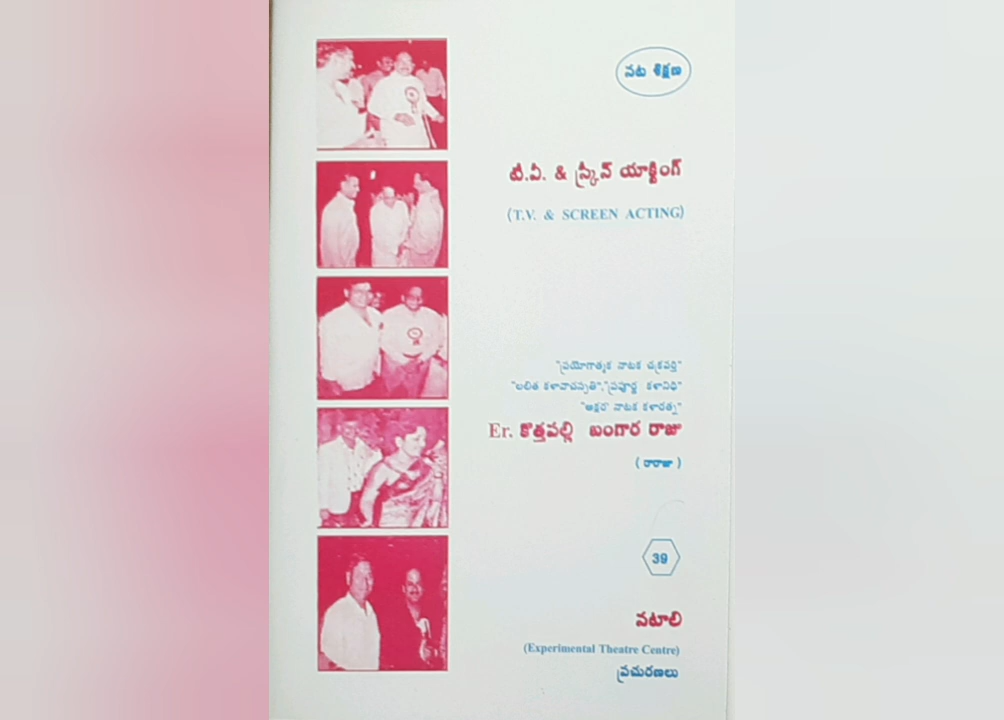 నట శిక్షణ
టి.వి. & స్క్రీన్ యాక్టింగ్
(T.V. & SCREEN ACTING)
"ప్రయోగాత్మక నాటక చక్రవర్తి"
"లలిత కళావాచస్పతి","ప్రపూర్ణ కళానిధి"
"అక్షర నాటక కళారత్న"
Er. కొత్తపల్లి బంగార రాజు
( రారాజు )
39
నటాలి
(Experimental Theatre Centre)
ప్రచురణలు